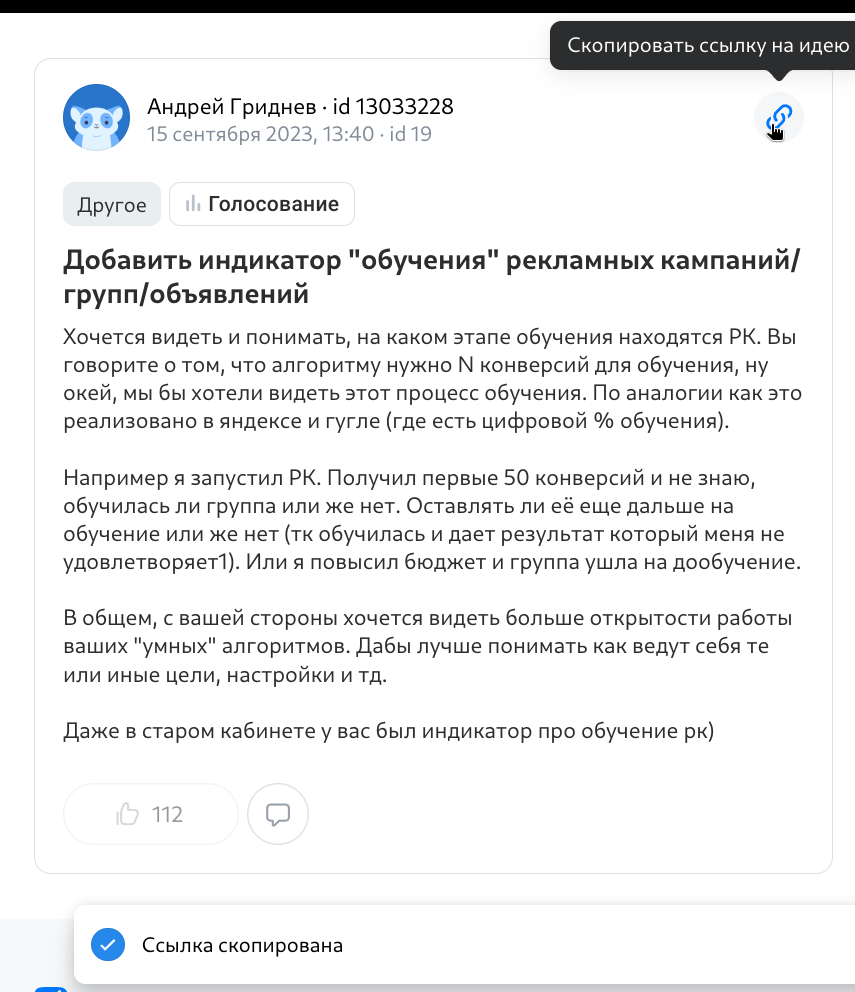 Скопировать ссылку на идею
Андрей Гриднев · id 13033228
15 сентября 2023, 13:40 · id 19
Другое
Голосование
Добавить индикатор "обучения" рекламных кампаний/
групп/объявлений
Хочется видеть и понимать, на каком этапе обучения находятся РК. Вы
говорите о том, что алгоритму нужно N конверсий для обучения, ну
окей, мы бы хотели видеть этот процесс обучения. По аналогии как это
реализовано в яндексе и гугле (где есть цифровой % обучения).
Например я запустил РК. Получил первые 50 конверсий и не знаю,
обучилась ли группа или же нет. Оставлять ли её еще дальше на
обучение или же нет (тк обучилась и дает результат который меня не
удовлетворяет1). Или я повысил бюджет и группа ушла на дообучение.
В общем, с вашей стороны хочется видеть больше открытости работы
ваших "умных" алгоритмов. Дабы лучше понимать как ведут себя те
или иные цели, настройки и тд.
Даже в старом кабинете у вас был индикатор про обучение рк)
112
Ссылка скопирована